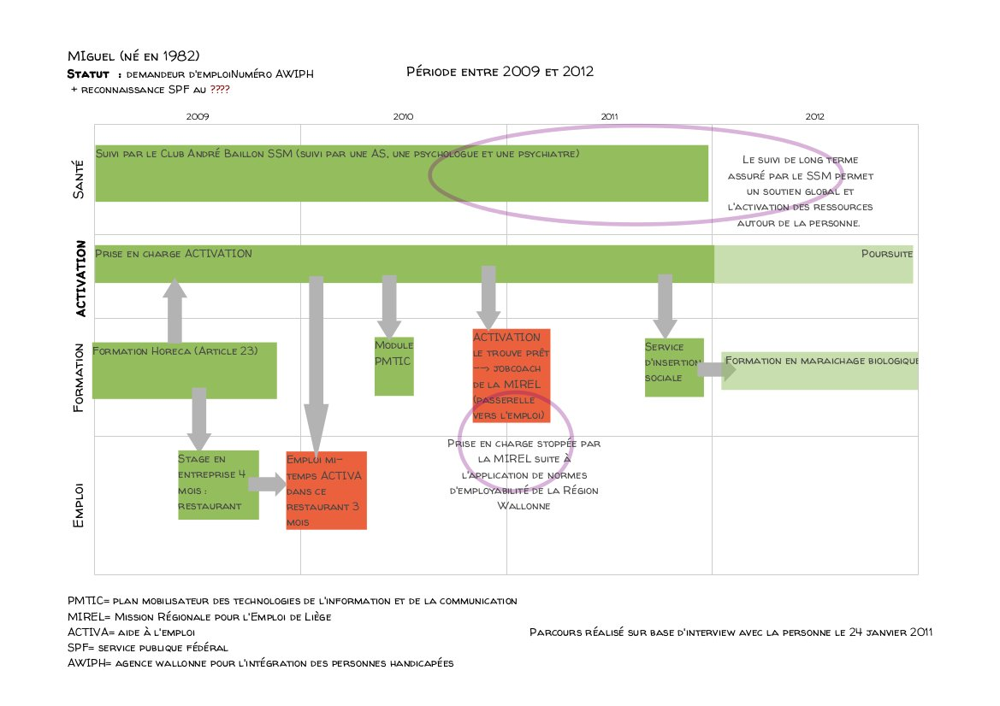 Miguel (né en 1982)
Statut : demandeur d'emploiNuméro AWIPH
+ reconnaissance SPF au ????
Période entre 2009 et 2012
2009
2010
2011
2012
Santé
Suivi par le Club André Baillon SSM (suivi par une AS, une psychologue et une psychiatre)
Le suivi de long terme
assuré par le SSM permet
un soutien global et
l'activation des ressources
autour de la personne.
ACTIVATION
Prise en charge ACTIVATION
Poursuite
Formation
Formation Horeca (Article 23)
Module
PMTIC
ACTIVATION
le trouve prêt
--> jobcoach
de la MIREL
(passerelle
vers l'emploi)
Service
d'insertion
sociale
Formation en maraichage biologique
Prise en charge stoppée par
la MIREL suite à
l'application de normes
d'employabilité de la Région
Wallonne
Emploi
Stage en
entreprise 4
mois :
restaurant
Emploi mi-
temps ACTIVA
dans ce
restaurant 3
mois
PMTIC= plan mobilisateur des technologies de l'information et de la communication
MIREL= Mission Régionale pour l'Emploi de Liège
ACTIVA= aide à l'emploi
SPF= service publique fédéral
AWIPH= agence wallonne pour l'intégration des personnes handicapées
Parcours réalisé sur base d'interview avec la personne le 24 janvier 2011